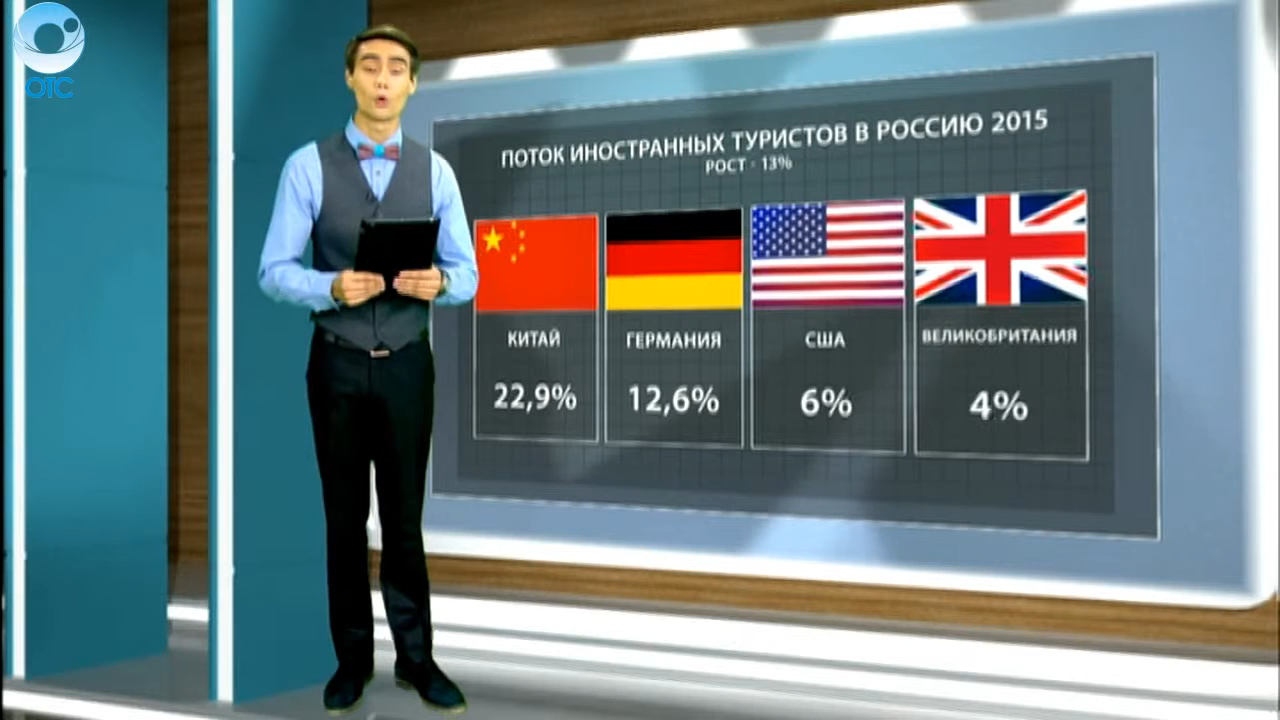 ОТС
ПОТОК ИНОСТРАННЫХ ТУРИСТОВ В РОССИЮ 2015
РОСТ - 13%
КИТАЙ
ГЕРМАНИЯ
США
ВЕЛИКОБРИТАНИЯ
22,9%
12,6%
6%
4%